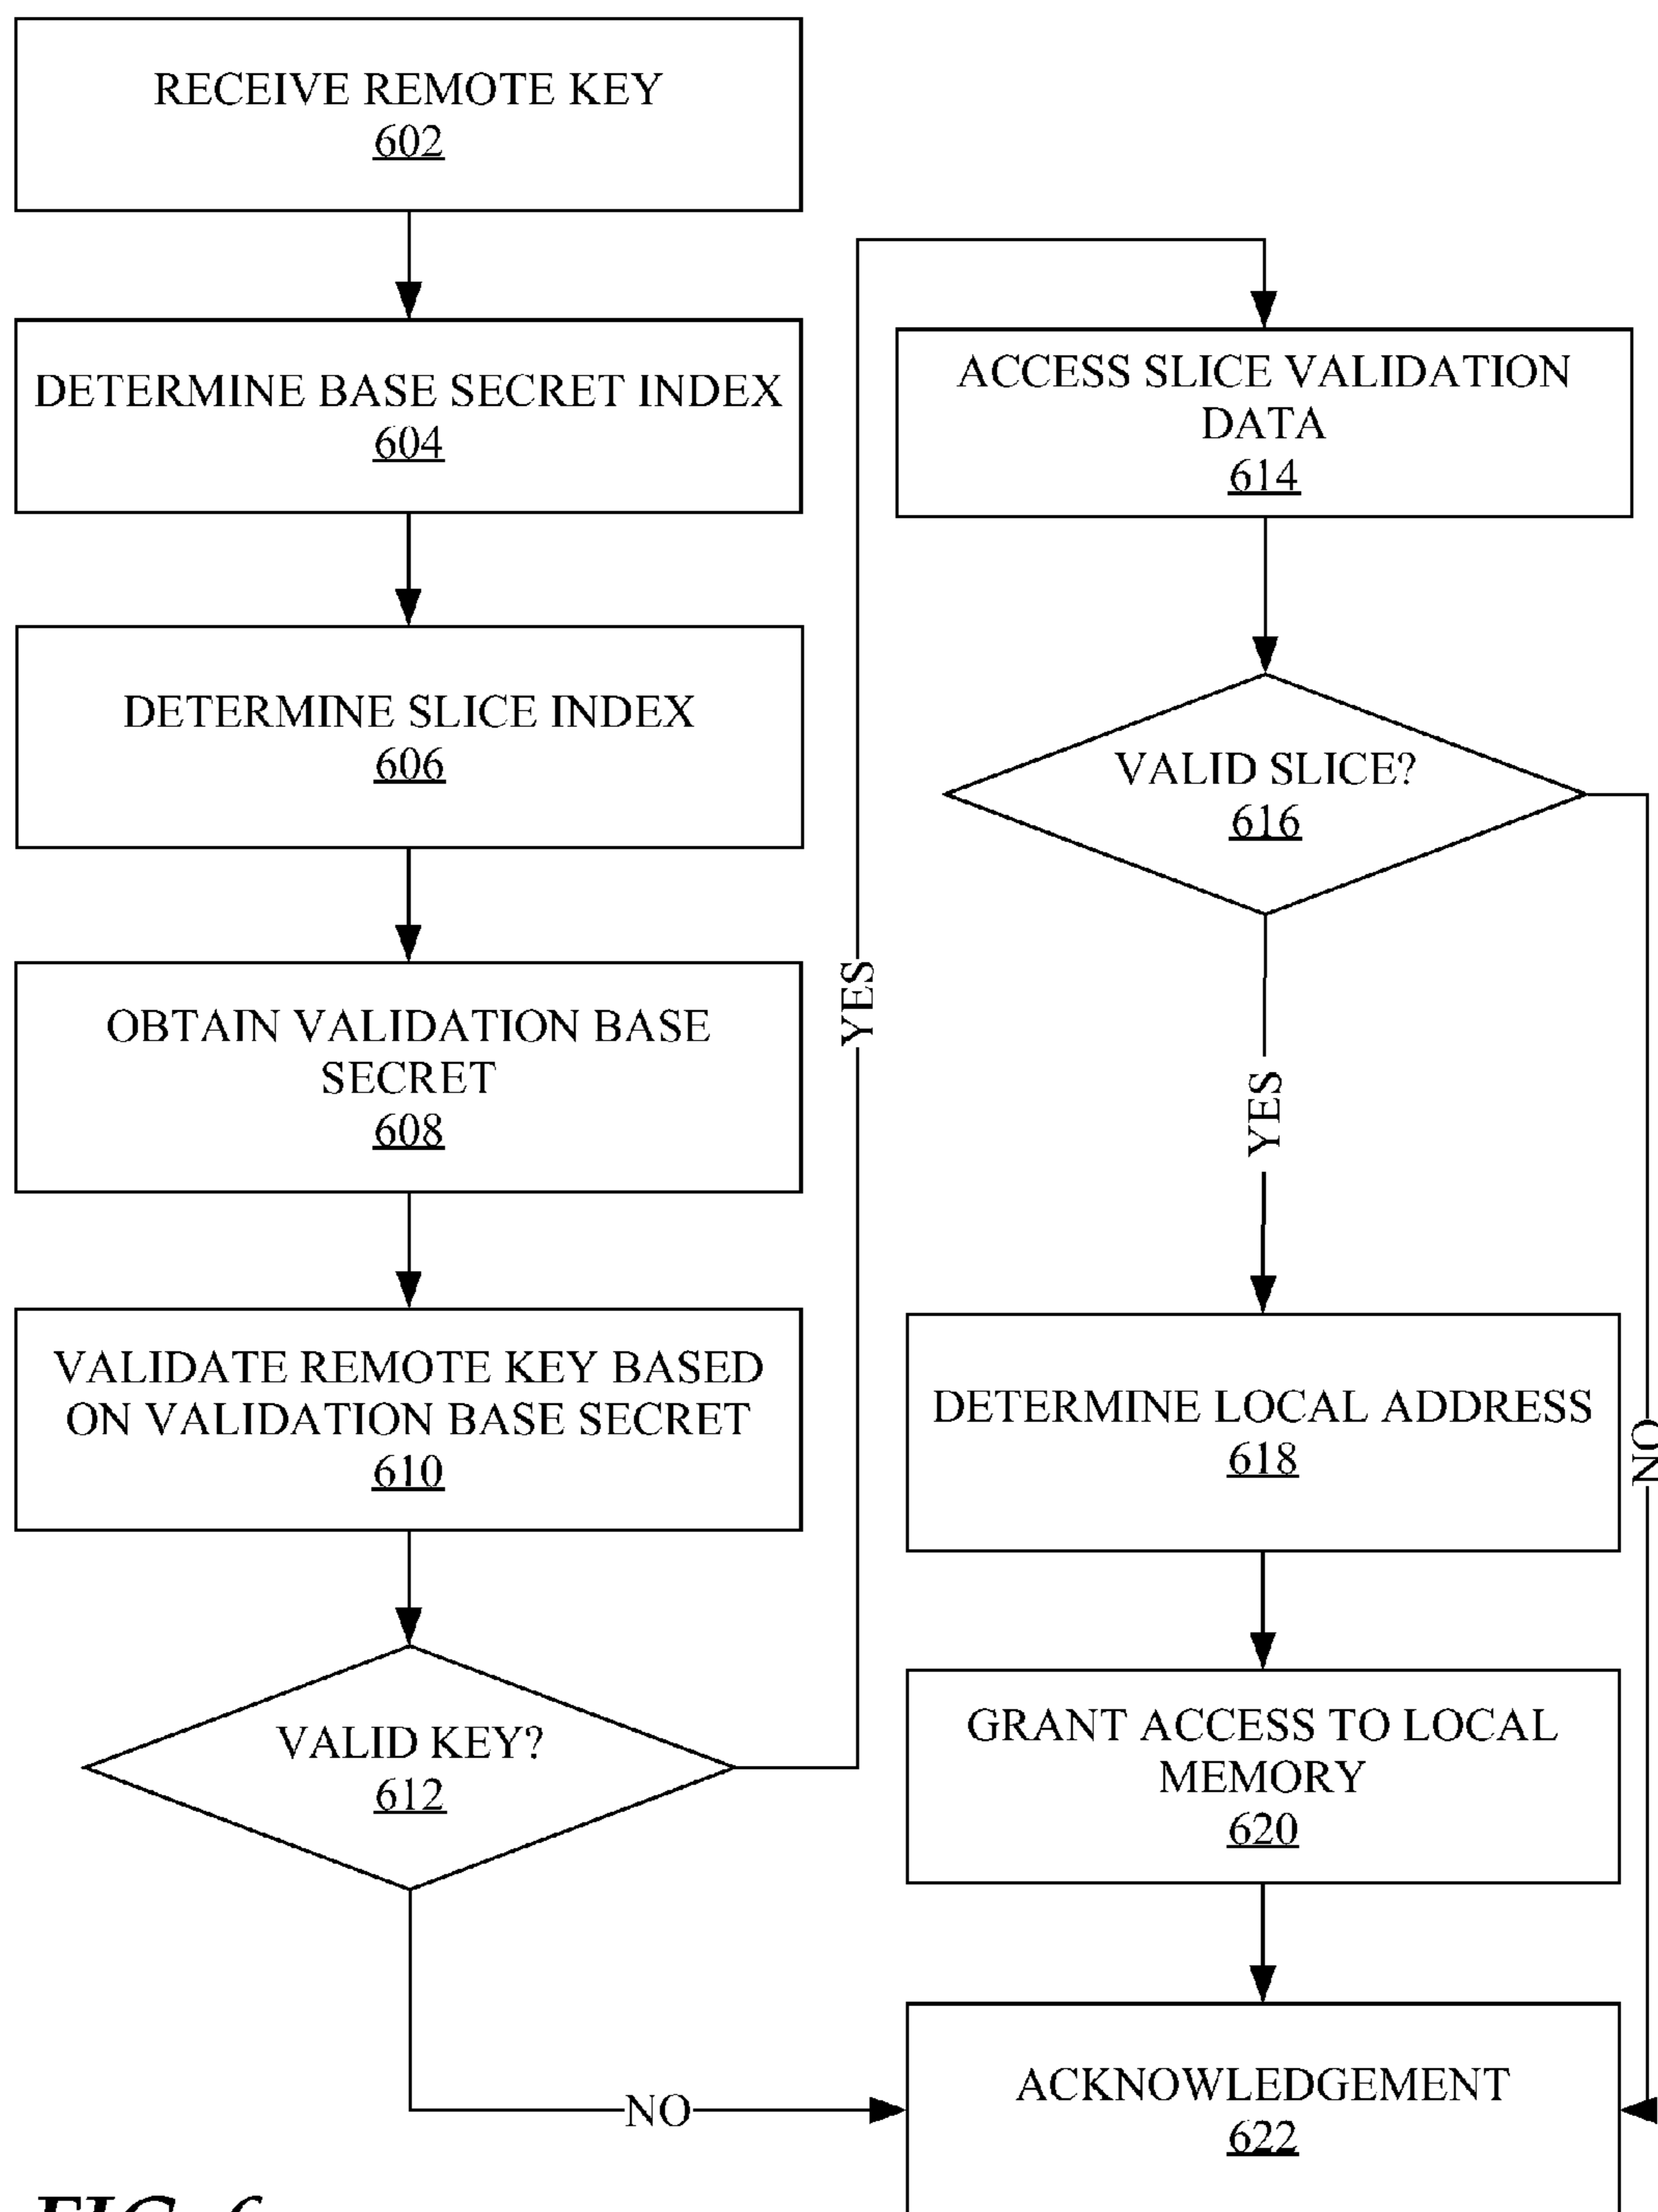 RECEIVE REMOTE KEY
602
DETERMINE BASE SECRET INDEX
604
DETERMINE SLICE INDEX
606
OBTAIN VALIDATION BASE
SECRET
608
VALIDATE REMOTE KEY BASED
ON VALIDATION BASE SECRET
610
VALID KEY?
612
YES
NO
ACCESS SLICE VALIDATION
DATA
614
VALID SLICE?
616
YES
NO
DETERMINE LOCAL ADDRESS
618
GRANT ACCESS TO LOCAL
MEMORY
620
ACKNOWLEDGEMENT
622
FIG. 6